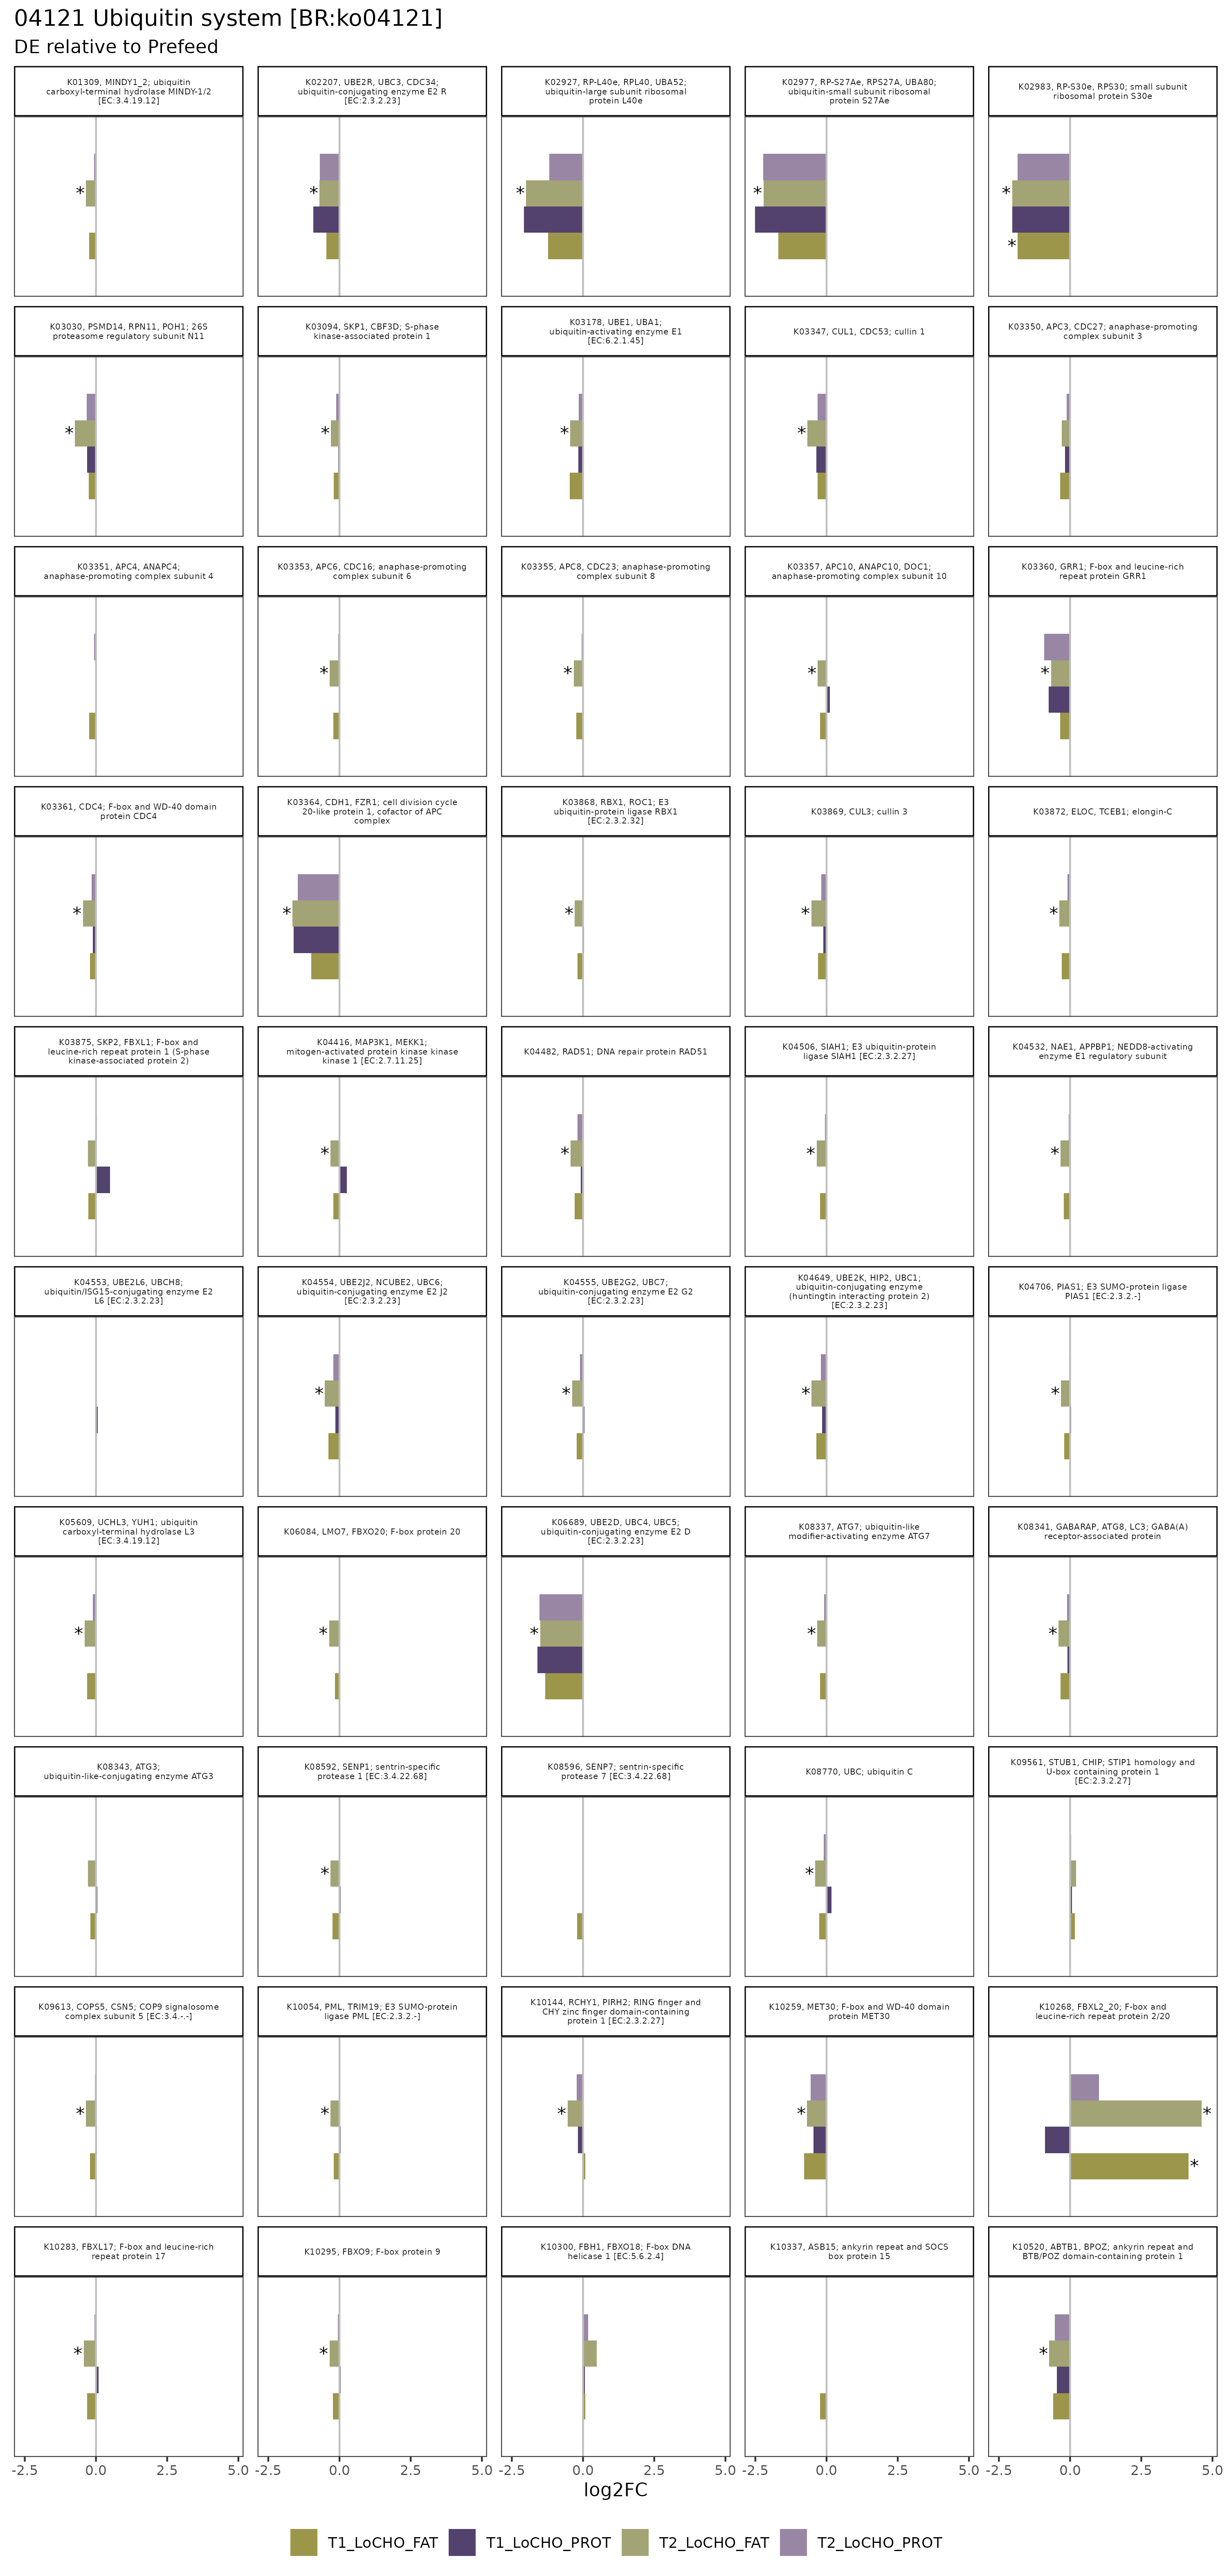 04121 Ubiquitin system [BR:ko04121]
DE relative to Prefeed
K01309, MINDY1_2; ubiquitin
carboxyl-terminal hydrolase MINDY-1/2
[EC:3.4.19.12]
K02207, UBE2R, UBC3, CDC34;
ubiquitin-conjugating enzyme E2 R
[EC:2.3.2.23]
K02927, RP-L40e, RPL40, UBA52;
ubiquitin-large subunit ribosomal
protein L40e
K02977, RP-S27Ae, RPS27A, UBA80;
ubiquitin-small subunit ribosomal
protein S27Ae
K02983, RP-S30e, RPS30; small subunit
ribosomal protein S30e
*
*
*
*
*
*
K03030, PSMD14, RPN11, POH1; 26S
proteasome regulatory subunit N11
K03094, SKP1, CBF3D; S-phase
kinase-associated protein 1
K03178, UBE1, UBA1;
ubiquitin-activating enzyme E1
[EC:6.2.1.45]
K03347, CUL1, CDC53; cullin 1
K03350, APC3, CDC27; anaphase-promoting
complex subunit 3
*
*
*
*
K03351, APC4, ANAPC4;
anaphase-promoting complex subunit 4
K03353, APC6, CDC16; anaphase-promoting
complex subunit 6
K03355, APC8, CDC23; anaphase-promoting
complex subunit 8
K03357, APC10, ANAPC10, DOC1;
anaphase-promoting complex subunit 10
K03360, GRR1; F-box and leucine-rich
repeat protein GRR1
*
*
*
*
K03361, CDC4; F-box and WD-40 domain
protein CDC4
K03364, CDH1, FZR1; cell division cycle
20-like protein 1, cofactor of APC
complex
K03868, RBX1, ROC1; E3
ubiquitin-protein ligase RBX1
[EC:2.3.2.32]
K03869, CUL3; cullin 3
K03872, ELOC, TCEB1; elongin-C
*
*
*
*
*
K03875, SKP2, FBXL1; F-box and
leucine-rich repeat protein 1 (S-phase
kinase-associated protein 2)
K04416, MAP3K1, MEKK1;
mitogen-activated protein kinase kinase
kinase 1 [EC:2.7.11.25]
K04482, RAD51; DNA repair protein RAD51
K04506, SIAH1; E3 ubiquitin-protein
ligase SIAH1 [EC:2.3.2.27]
K04532, NAE1, APPBP1; NEDD8-activating
enzyme E1 regulatory subunit
*
*
*
*
K04553, UBE2L6, UBCH8;
ubiquitin/ISG15-conjugating enzyme E2
L6 [EC:2.3.2.23]
K04554, UBE2J2, NCUBE2, UBC6;
ubiquitin-conjugating enzyme E2 J2
[EC:2.3.2.23]
K04555, UBE2G2, UBC7;
ubiquitin-conjugating enzyme E2 G2
[EC:2.3.2.23]
K04649, UBE2K, HIP2, UBC1;
ubiquitin-conjugating enzyme
(huntingtin interacting protein 2)
[EC:2.3.2.23]
K04706, PIAS1; E3 SUMO-protein ligase
PIAS1 [EC:2.3.2.-]
*
*
*
*
K05609, UCHL3, YUH1; ubiquitin
carboxyl-terminal hydrolase L3
[EC:3.4.19.12]
K06084, LMO7, FBXO20; F-box protein 20
K06689, UBE2D, UBC4, UBC5;
ubiquitin-conjugating enzyme E2 D
[EC:2.3.2.23]
K08337, ATG7; ubiquitin-like
modifier-activating enzyme ATG7
K08341, GABARAP, ATG8, LC3; GABA(A)
receptor-associated protein
*
*
*
*
*
K08343, ATG3;
ubiquitin-like-conjugating enzyme ATG3
K08592, SENP1; sentrin-specific
protease 1 [EC:3.4.22.68]
K08596, SENP7; sentrin-specific
protease 7 [EC:3.4.22.68]
K08770, UBC; ubiquitin C
K09561, STUB1, CHIP; STIP1 homology and
U-box containing protein 1
[EC:2.3.2.27]
*
*
K09613, COPS5, CSN5; COP9 signalosome
complex subunit 5 [EC:3.4.-.-]
K10054, PML, TRIM19; E3 SUMO-protein
ligase PML [EC:2.3.2.-]
K10144, RCHY1, PIRH2; RING finger and
CHY zinc finger domain-containing
protein 1 [EC:2.3.2.27]
K10259, MET30; F-box and WD-40 domain
protein MET30
K10268, FBXL2_20; F-box and
leucine-rich repeat protein 2/20
*
*
*
*
*
*
K10283, FBXL17; F-box and leucine-rich
repeat protein 17
K10295, FBXO9; F-box protein 9
K10300, FBH1, FBXO18; F-box DNA
helicase 1 [EC:5.6.2.4]
K10337, ASB15; ankyrin repeat and SOCS
box protein 15
K10520, ABTB1, BPOZ; ankyrin repeat and
BTB/POZ domain-containing protein 1
*
*
*
-2.5 0.0 2.5 5.0 -2.5 0.0 2.5 5.0 -2.5 0.0 2.5 5.0 -2.5 0.0 2.5 5.0 -2.5 0.0 2.5 5.0
log2FC
T1_LoCHO_FAT T1_LoCHO_PROT T2_LoCHO_FAT T2_LoCHO_PROT